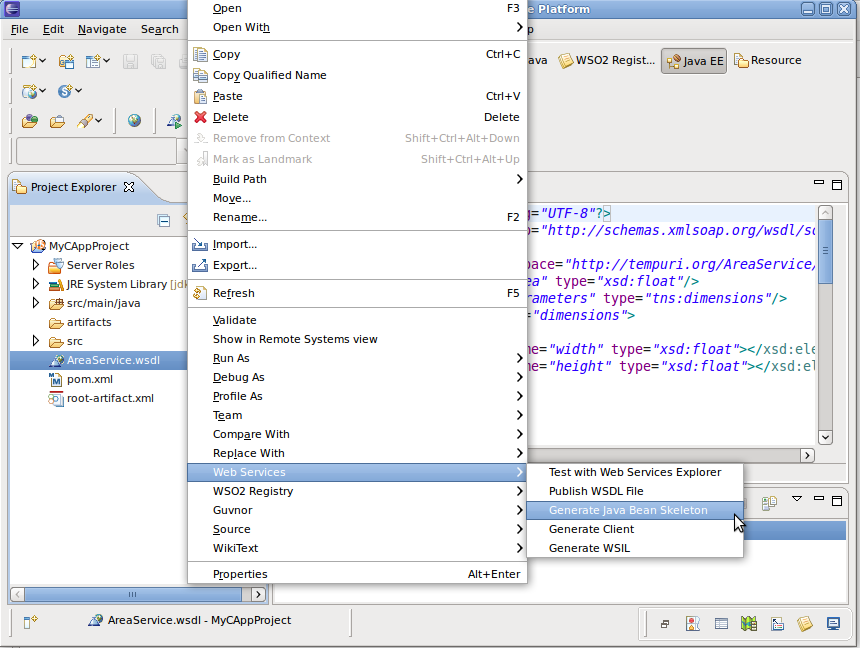 Open F3
e Platform
File Edit Navigate Search
Open With
p
Copy Ctrl+C
ava WSO2 Regist... Java EE Resource
Copy Qualified Name
Paste Ctrl+V
Delete Delete
Remove from Context Shift+Ctrl+Alt+Down
Mark as Landmark Shift+Ctrl+Alt+Up
Build Path
Move...
Rename... F2
Import...
Export...
Refresh F5
Validate
Show in Remote Systems view
Run As
Debug As
Profile As
Team
Compare With
Replace With
Web Services
WSO2 Registry
Guvnor
Source
WikiText
Properties Alt+Enter
Test with Web Services Explorer
Publish WSDL File
Generate Java Bean Skeleton
Generate Client
Generate WSIL
Project Explorer
MyCAppProject
Server Roles
JRE System Library [jdk
src/main/java
artifacts
src
AreaService.wsdl
pom.xml
root-artifact.xml
="UTF-8"?>
="http://schemas.xmlsoap.org/wsdl/so
pace="http://tempuri.org/AreaService/
ea" type="xsd:float"/>
rameters" type="tns:dimensions"/>
="dimensions">
me="width" type="xsd:float"></xsd:ele
e="height" type="xsd:float"></xsd:el
AreaService.wsdl - MyCAppProject